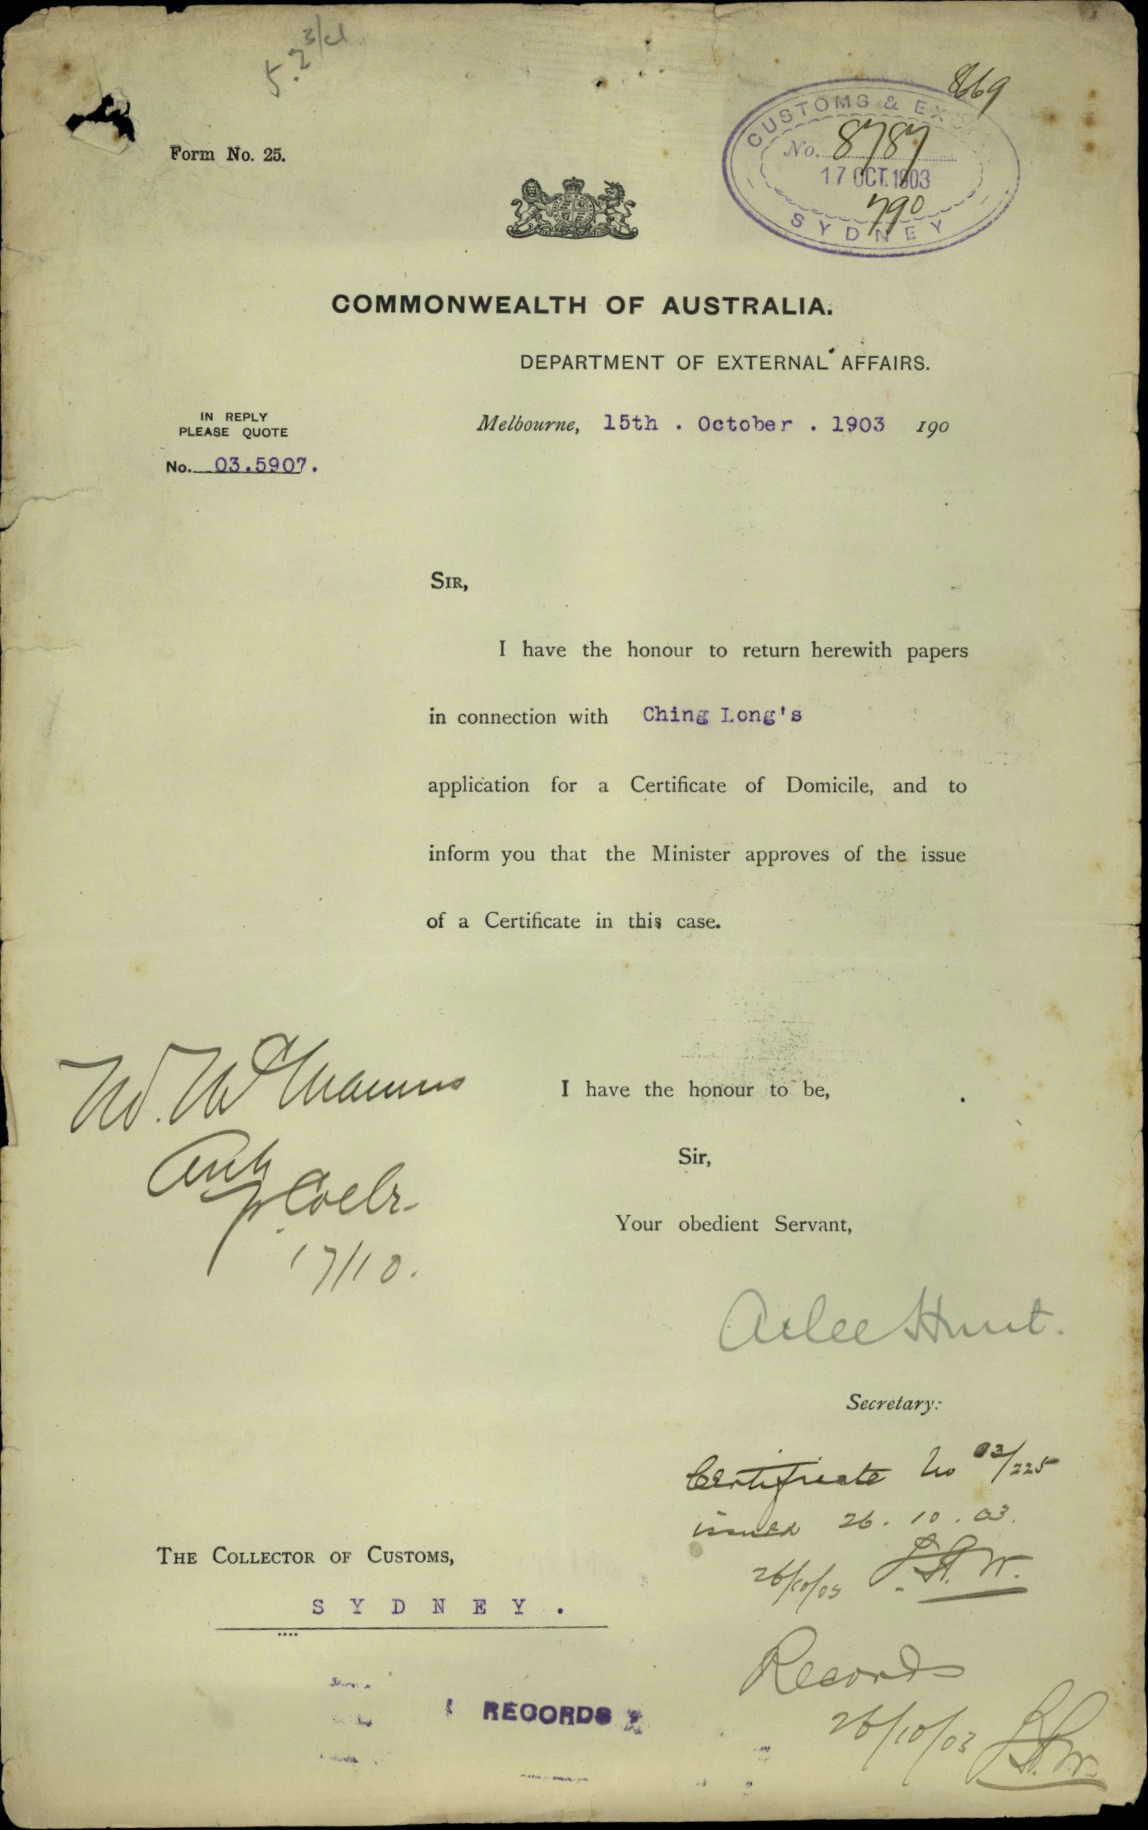 Form No. 25.
8669
CUSTOMS & EX
No. 8787
17 OCT. 1903
790
SYDNEY
COMMONWEALTH OF AUSTRALIA.
DEPARTMENT OF EXTERNAL AFFAIRS.
IN REPLY
PLEASE QUOTE
No. 03.5907.
Melbourne, 15th . October . 1903 190
SIR,
I have the honour to return herewith papers
in connection with Ching Long's
application for a Certificate of Domicile, and to
inform you that the Minister approves of the issue
of a Certificate in this case.
I have the honour to be,
Sir,
Your obedient Servant,
Atlee Hunt.
Secretary.
17/10.
Certificate No 03/225
issued 26.10.03.
26/10/03
THE COLLECTOR OF CUSTOMS,
SYDNEY.
RECORDS
Records
26/10/03